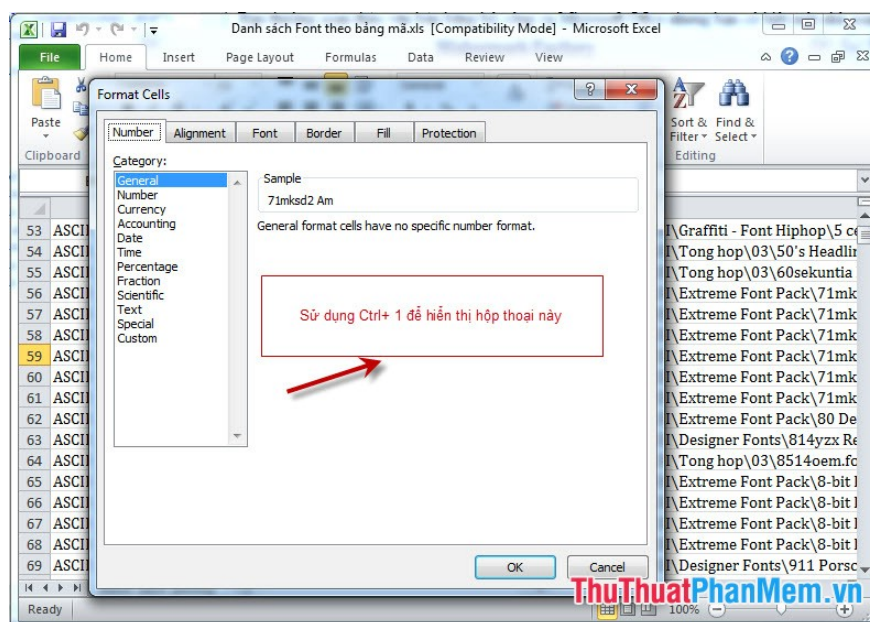 Danh sách Font theo bảng mã.xls [Compatibility Mode] - Microsoft Excel
File Home Insert Page Layout Formulas Data Review View
Paste
Clipboard
Sort & Find &
Filter Select
Editing
Format Cells
Number Alignment Font Border Fill Protection
Category:
General
Number
Currency
Accounting
Date
Time
Percentage
Fraction
Scientific
Text
Special
Custom
Sample
71mksd2 Am
General format cells have no specific number format.
Sử dụng Ctrl+ 1 để hiển thị hộp thoại này
OK Cancel
53 ASCII I\Graffiti - Font Hiphop\5 ce
54 ASCII I\Tong hop\03\50's Headlin
55 ASCII I\Tong hop\03\60sekuntia
56 ASCII I\Extreme Font Pack\71mk
57 ASCII I\Extreme Font Pack\71mk
58 ASCII I\Extreme Font Pack\71mk
59 ASCII I\Extreme Font Pack\71mk
60 ASCII I\Extreme Font Pack\71mk
61 ASCII I\Extreme Font Pack\71mk
62 ASCII I\Extreme Font Pack\80 De
63 ASCII I\Designer Fonts\814yzx Re
64 ASCII I\Tong hop\03\8514oem.fo
65 ASCII I\Extreme Font Pack\8-bit
66 ASCII I\Extreme Font Pack\8-bit
67 ASCII I\Extreme Font Pack\8-bit
68 ASCII I\Extreme Font Pack\8-bit
69 ASCII I\Designer Fonts\911 Porsc
Ready 100%
ThuThuatPhanMem.vn